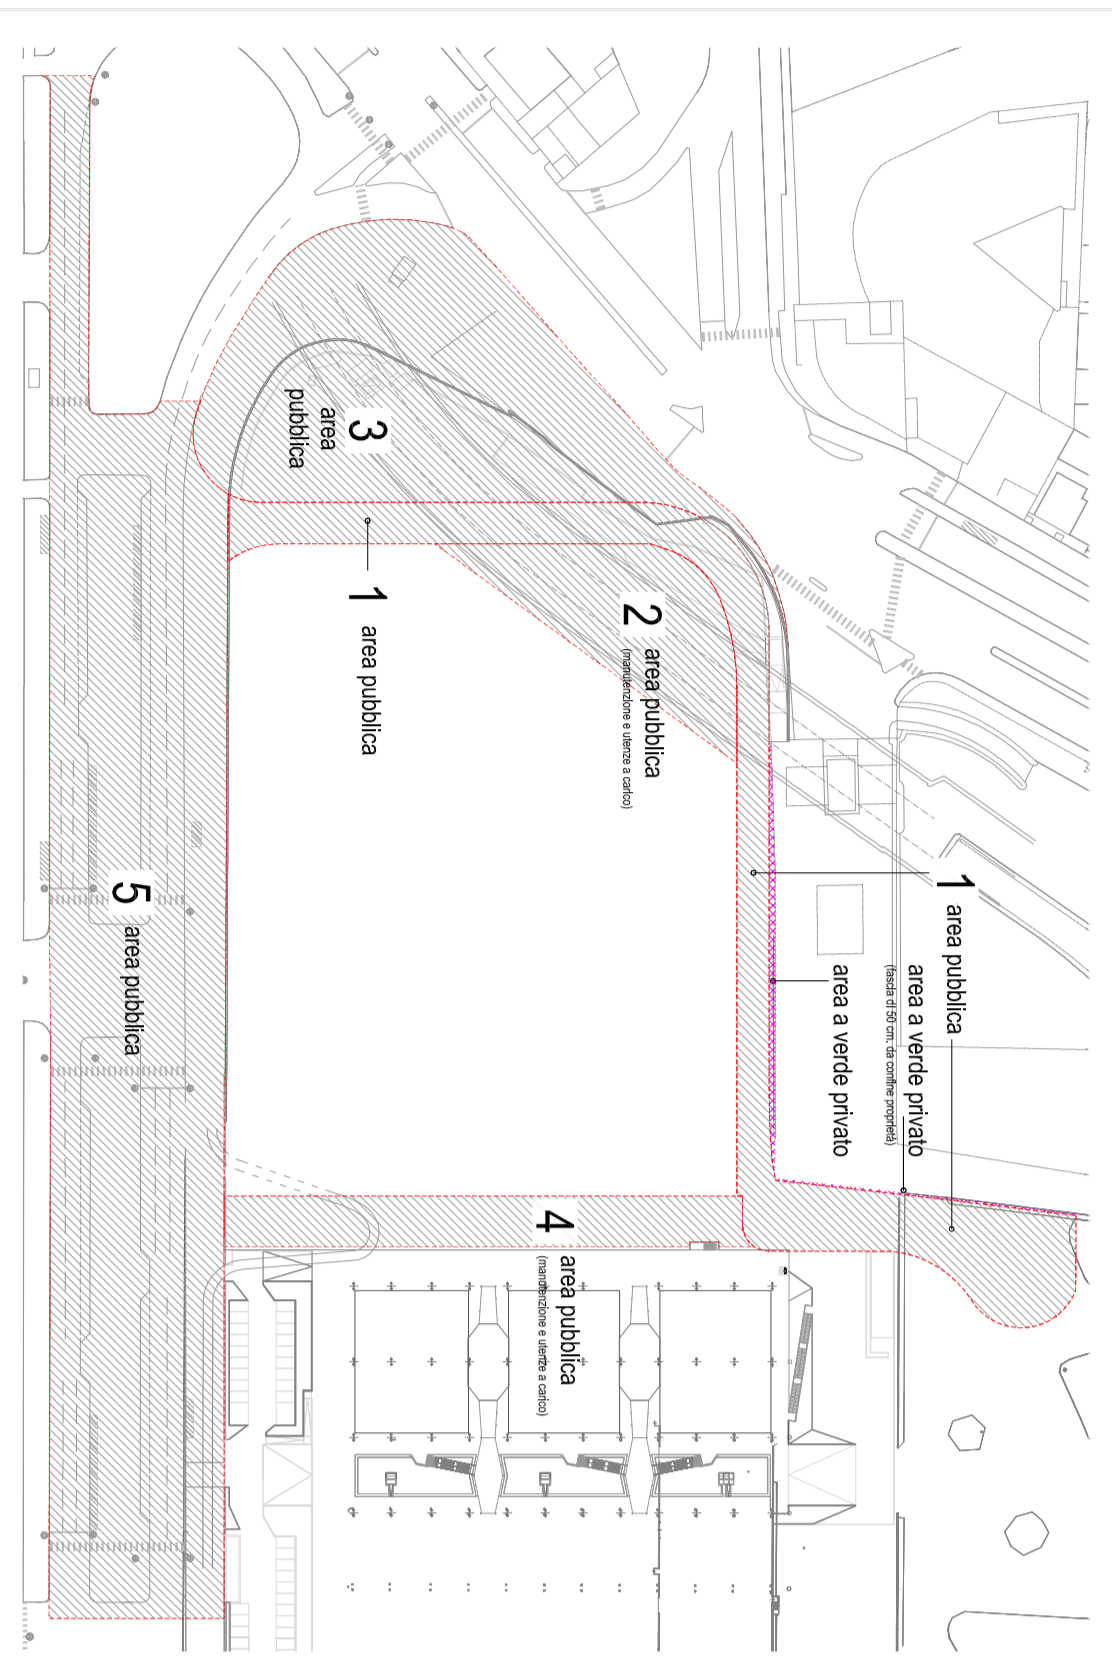 3
area
pubblica
1
area pubblica
2
area pubblica
(manutenzione e utenze a carico)
1
area pubblica
area a verde privato
(fascia di 50 cm. da confine proprietà)
area a verde privato
5
area pubblica
4
area pubblica
(manutenzione e utenze a carico)